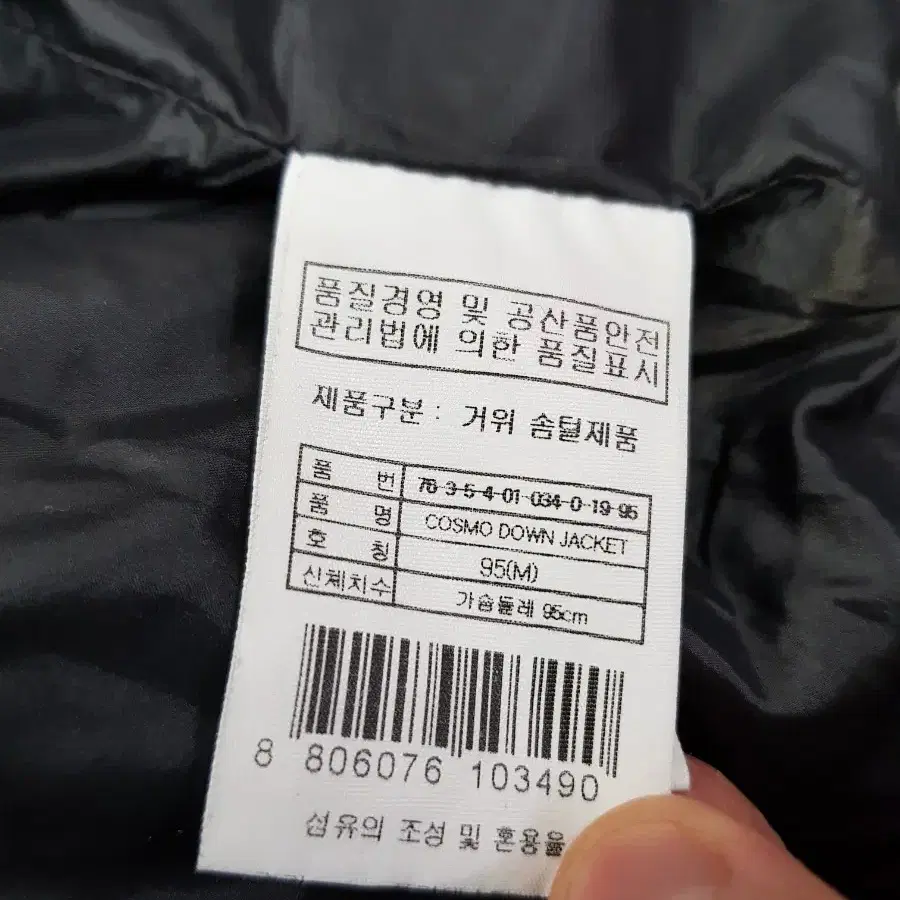 품질경영 및 공산품안전
관리법에 의한 품질표시
제품구분 : 거위 솜털제품
품 번 78-3-5-4-01-034-0-19-95
품 명 COSMO DOWN JACKET
호 칭 95(M)
신체치수 가슴둘레 95cm
8 806076 103490
섬유의 조성 및 혼용율